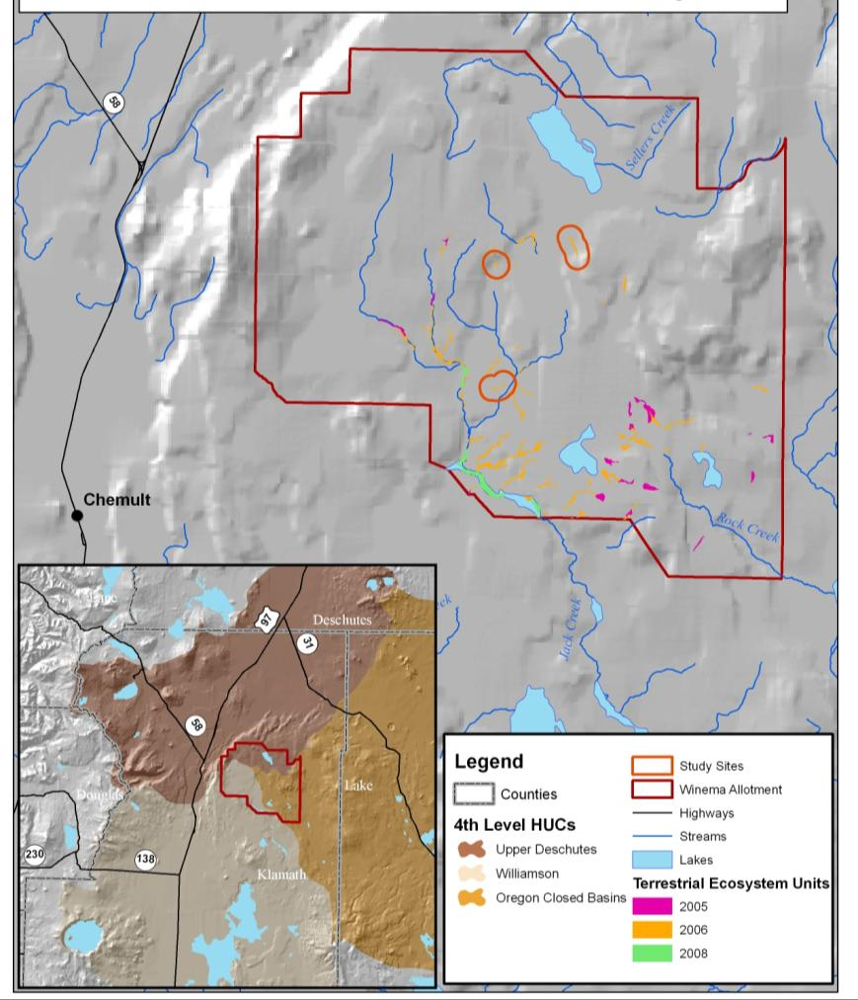 58
Sellers Creek
Chemult
Rock Creek
Jack Creek
ek
97
Deschutes
31
58
Lake
Douglas
230
138
Klamath
Legend
Counties
4th Level HUCs
Upper Deschutes
Williamson
Oregon Closed Basins
Study Sites
Winema Allotment
Highways
Streams
Lakes
Terrestrial Ecosystem Units
2005
2006
2008